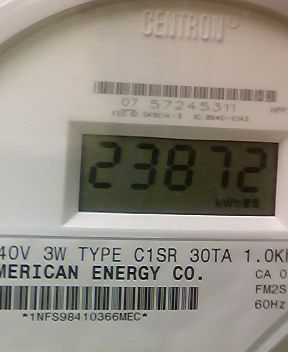 CENTRON
07 57245311
23872
kWh
40V 3W TYPE C1SR 30TA 1.0K
MERICAN ENERGY CO.
CA 0
FM2S
60Hz
*1NFS98410366MEC*